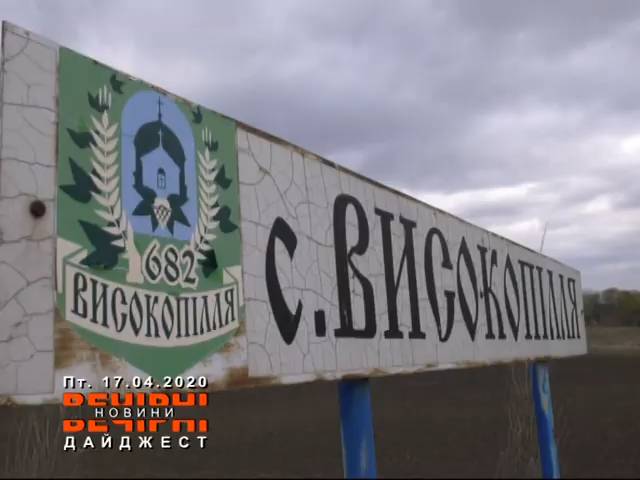 682
ВИСОКОПІЛЛЯ
с. ВИСОКОПІЛЛЯ
Пт. 17.04.2020
ВЕЧІРНІ
НОВИНИ
ДАЙДЖЕСТ